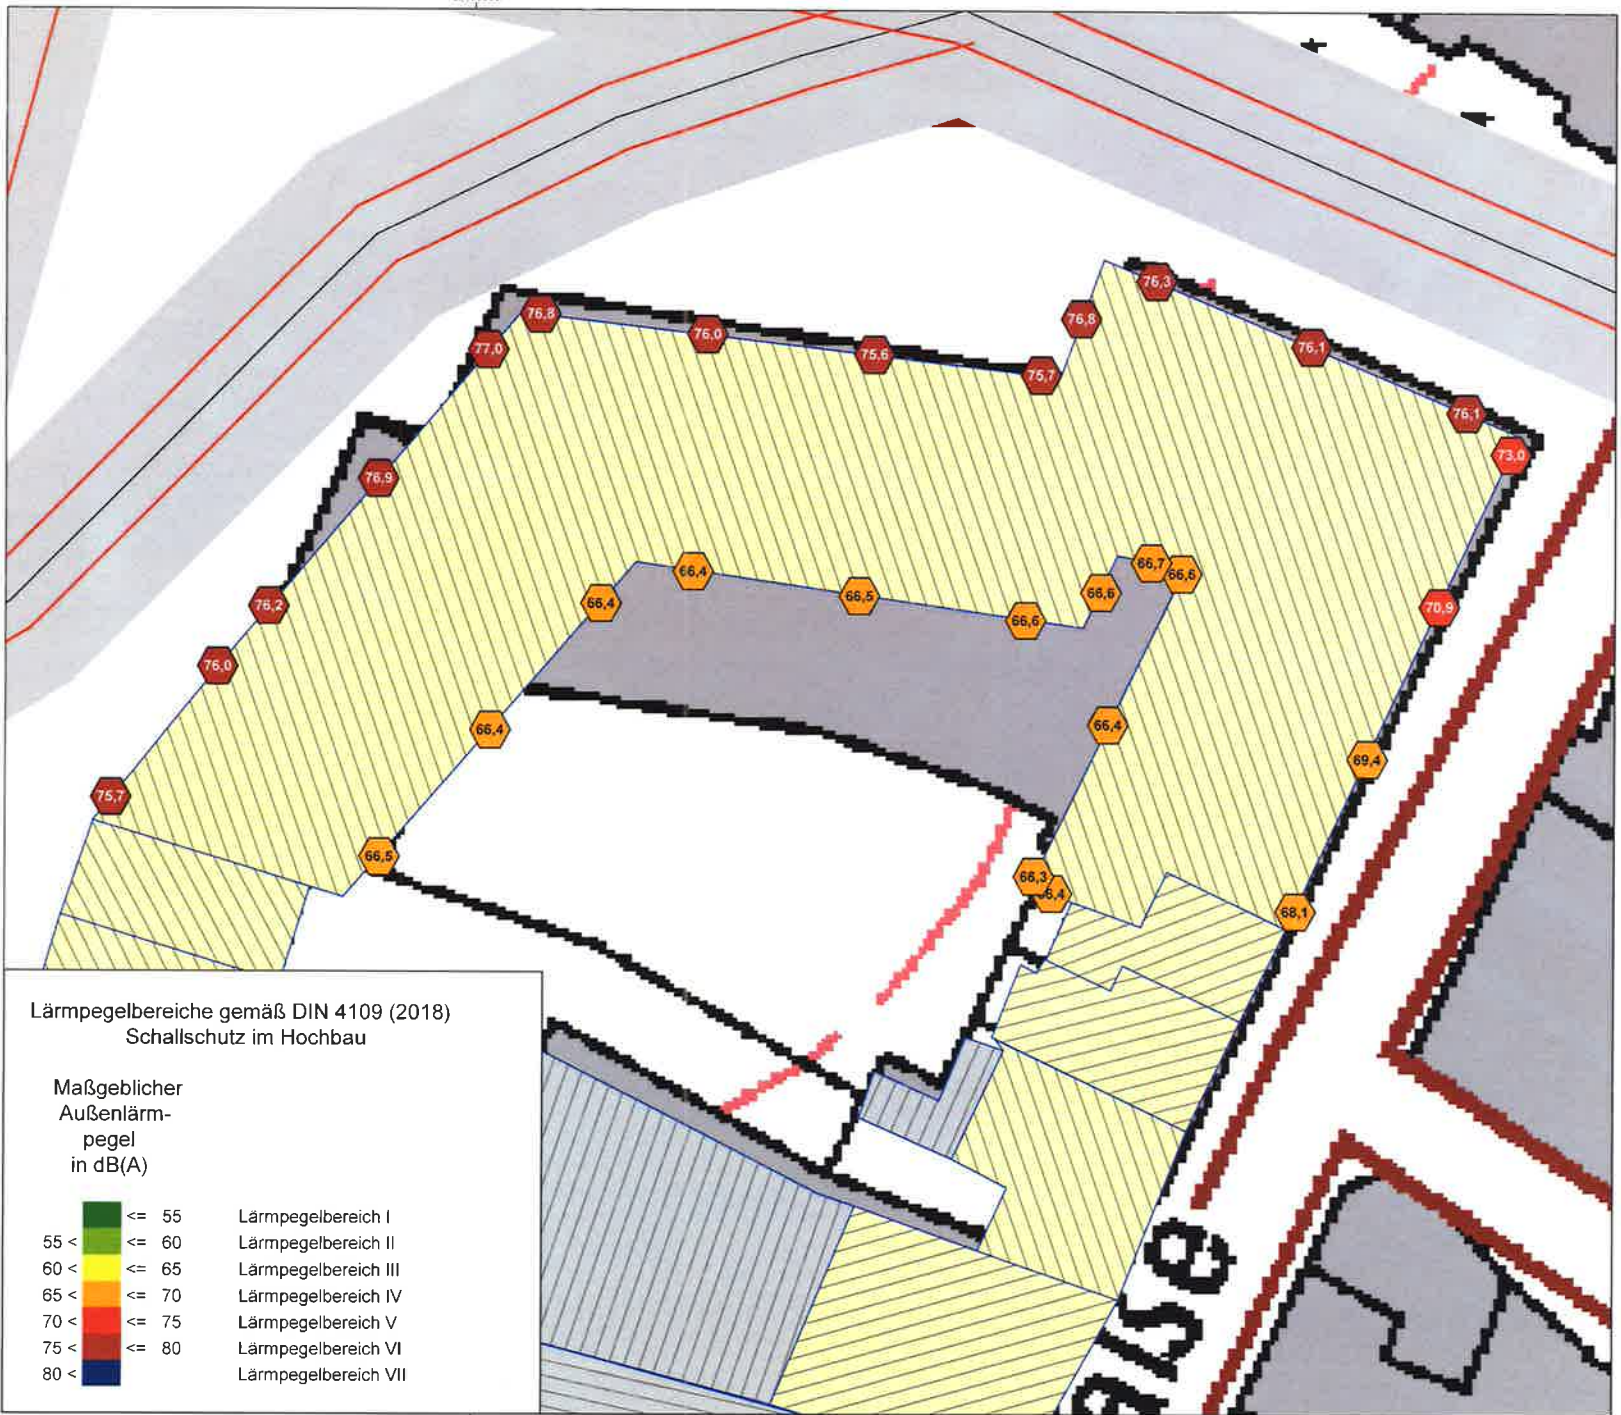 76,3
76,8
76,8
76,0
76,1
77,0
75,6
75,7
76,1
73,0
76,9
66,7
66,4
66,6
66,5
66,6
76,2
66,4
66,6
70,9
76,0
66,4
66,4
69,4
75,7
66,5
66,3
66,4
68,1
Lärmpegelbereiche gemäß DIN 4109 (2018)
Schallschutz im Hochbau
Maßgeblicher
Außenlärm-
pegel
in dB(A)
<= 55 Lärmpegelbereich I
55 < <= 60 Lärmpegelbereich II
60 < <= 65 Lärmpegelbereich III
65 < <= 70 Lärmpegelbereich IV
70 < <= 75 Lärmpegelbereich V
75 < <= 80 Lärmpegelbereich VI
80 < Lärmpegelbereich VII